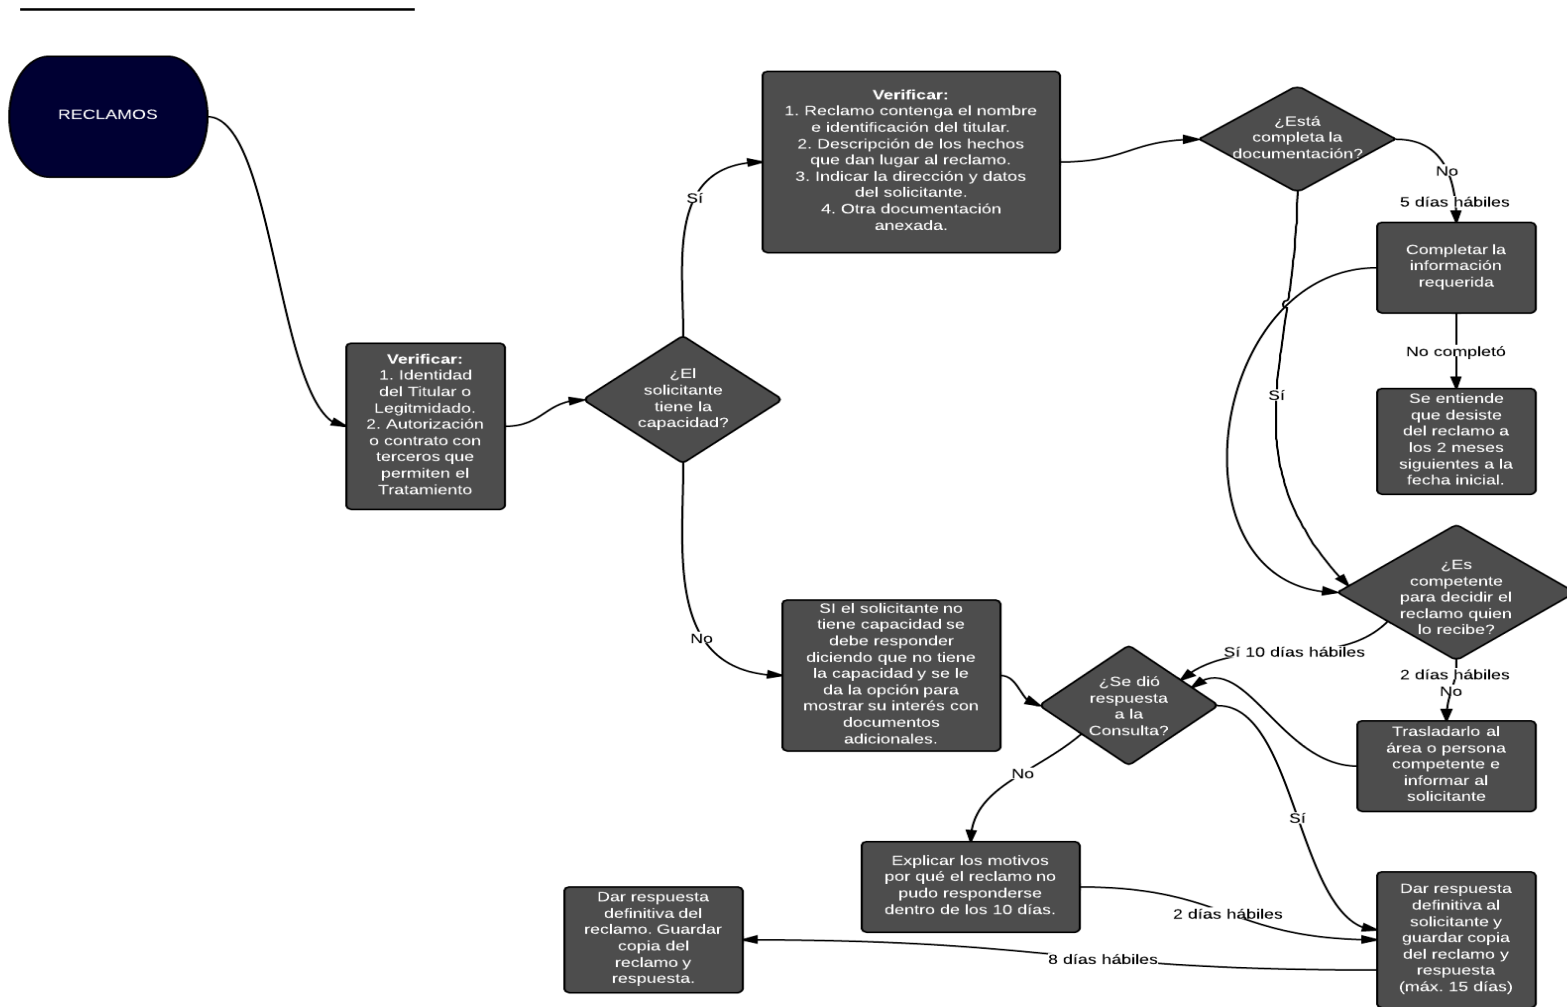 RECLAMOS
Verificar:
1. Identidad
del Titular o
Legitmidado.
2. Autorización
o contrato con
terceros que
permiten el
Tratamiento
¿El
solicitante
tiene la
capacidad?
Sí
Verificar:
1. Reclamo contenga el nombre
e identificación del titular.
2. Descripción de los hechos
que dan lugar al reclamo.
3. Indicar la dirección y datos
del solicitante.
4. Otra documentación
anexada.
¿Está
completa la
documentación?
No
5 días hábiles
Completar la
información
requerida
No completó
Se entiende
que desiste
del reclamo a
los 2 meses
siguientes a la
fecha inicial.
Sí
¿Es
competente
para decidir el
reclamo quien
lo recibe?
Sí 10 días hábiles
2 días hábiles
No
Trasladarlo al
área o persona
competente e
informar al
solicitante
No
SI el solicitante no
tiene capacidad se
debe responder
diciendo que no tiene
la capacidad y se le
da la opción para
mostrar su interés con
documentos
adicionales.
¿Se dió
respuesta
a la
Consulta?
No
Sí
Explicar los motivos
por qué el reclamo no
pudo responderse
dentro de los 10 días.
2 días hábiles
Dar respuesta
definitiva al
solicitante y
guardar copia
del reclamo y
respuesta
(máx. 15 días)
8 días hábiles
Dar respuesta
definitiva del
reclamo. Guardar
copia del
reclamo y
respuesta.